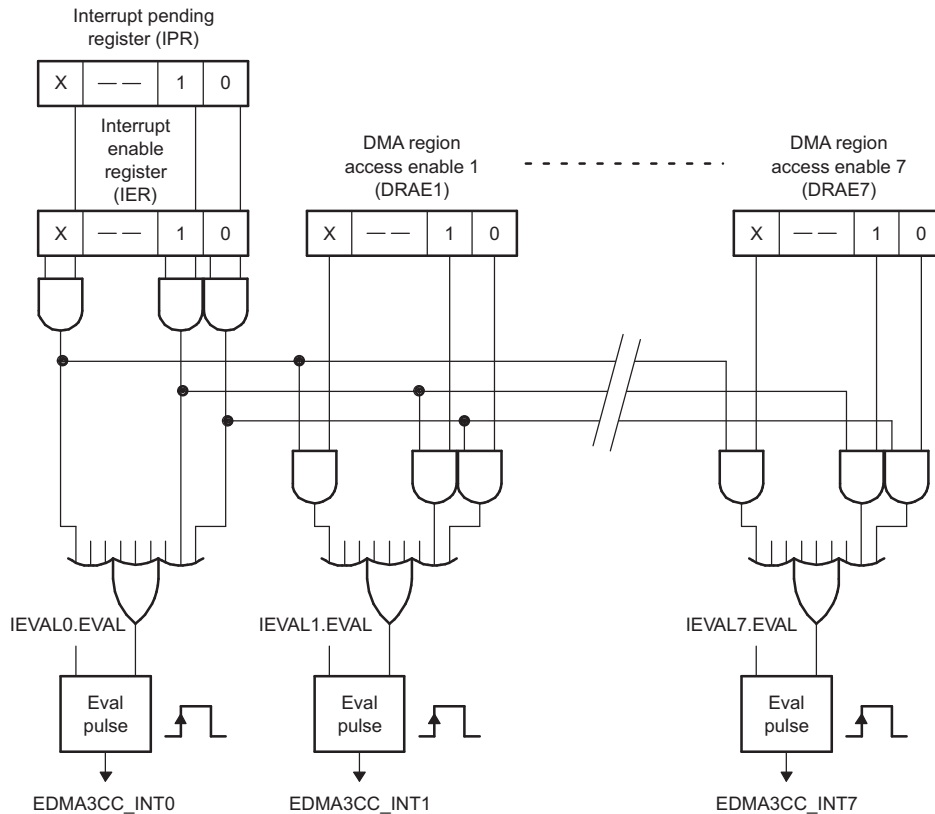 Interrupt pending
register (IPR)
X — — 1 0
Interrupt
enable
register
(IER)
X — — 1 0
DMA region
access enable 1
(DRAE1)
X — — 1 0
DMA region
access enable 7
(DRAE7)
X — — 1 0
IEVAL0.EVAL
IEVAL1.EVAL
IEVAL7.EVAL
Eval
pulse
Eval
pulse
Eval
pulse
EDMA3CC_INT0
EDMA3CC_INT1
EDMA3CC_INT7